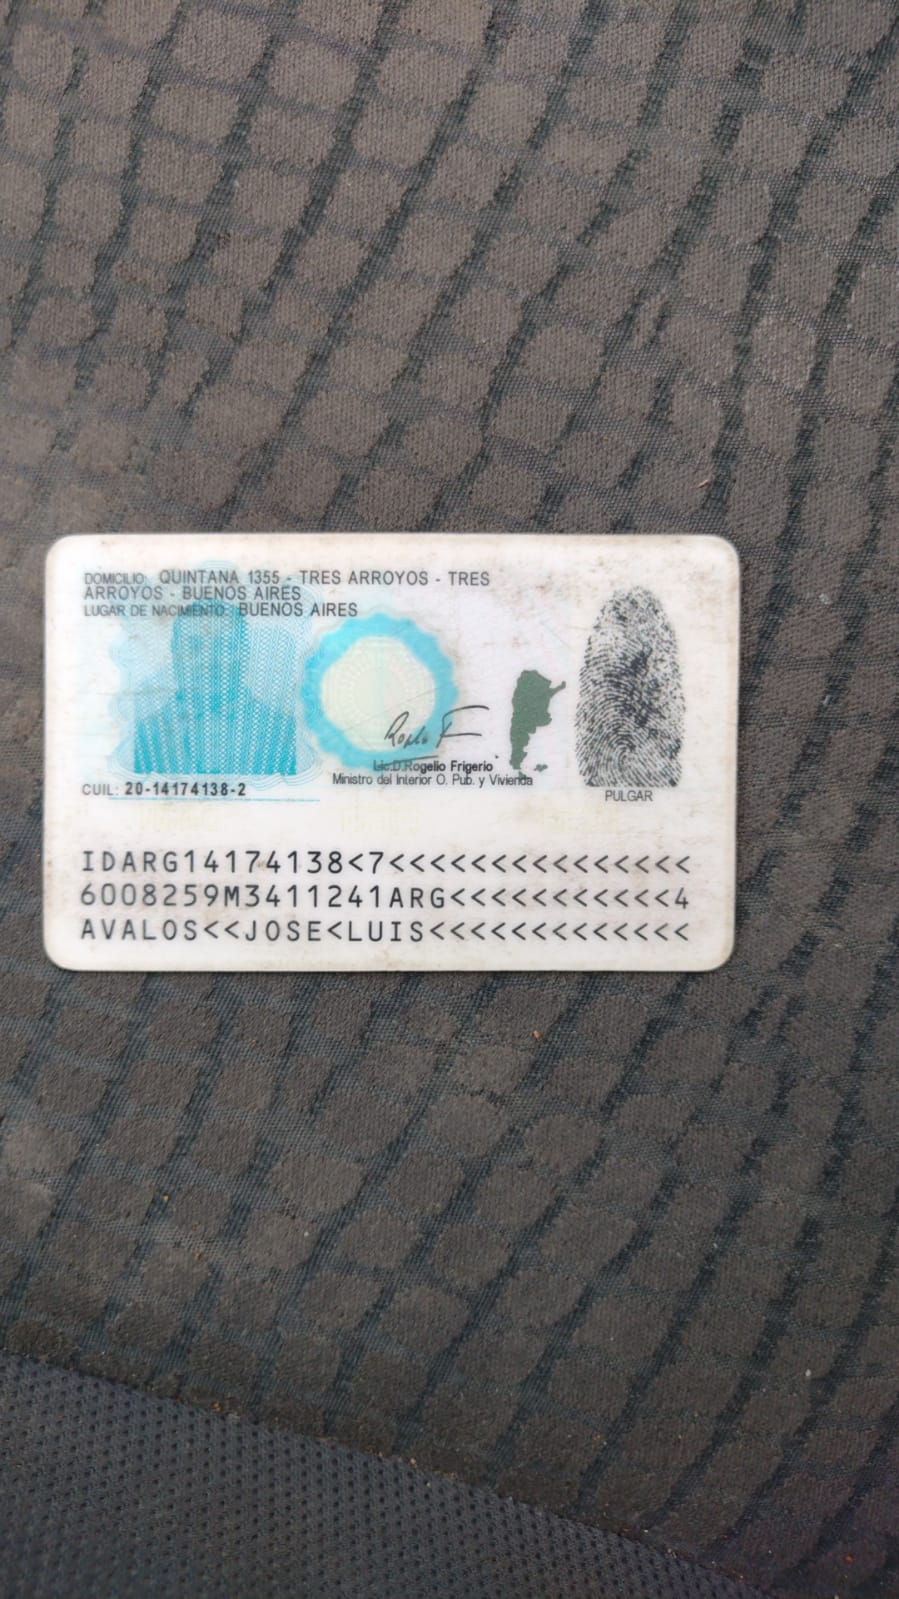 DOMICILIO: QUINTANA 1355 - TRES ARROYOS - TRES
ARROYOS - BUENOS AIRES
LUGAR DE NACIMIENTO: BUENOS AIRES
Lic.D.Rogelio Frigerio
Ministro del Interior O. Pub. y Vivienda
CUIL: 20-14174138-2
PULGAR
IDARG14174138<7<<<<<<<<<<<<<<<
6008259M3411241ARG<<<<<<<<<<<4
AVALOS<<JOSE<LUIS<<<<<<<<<<<<<